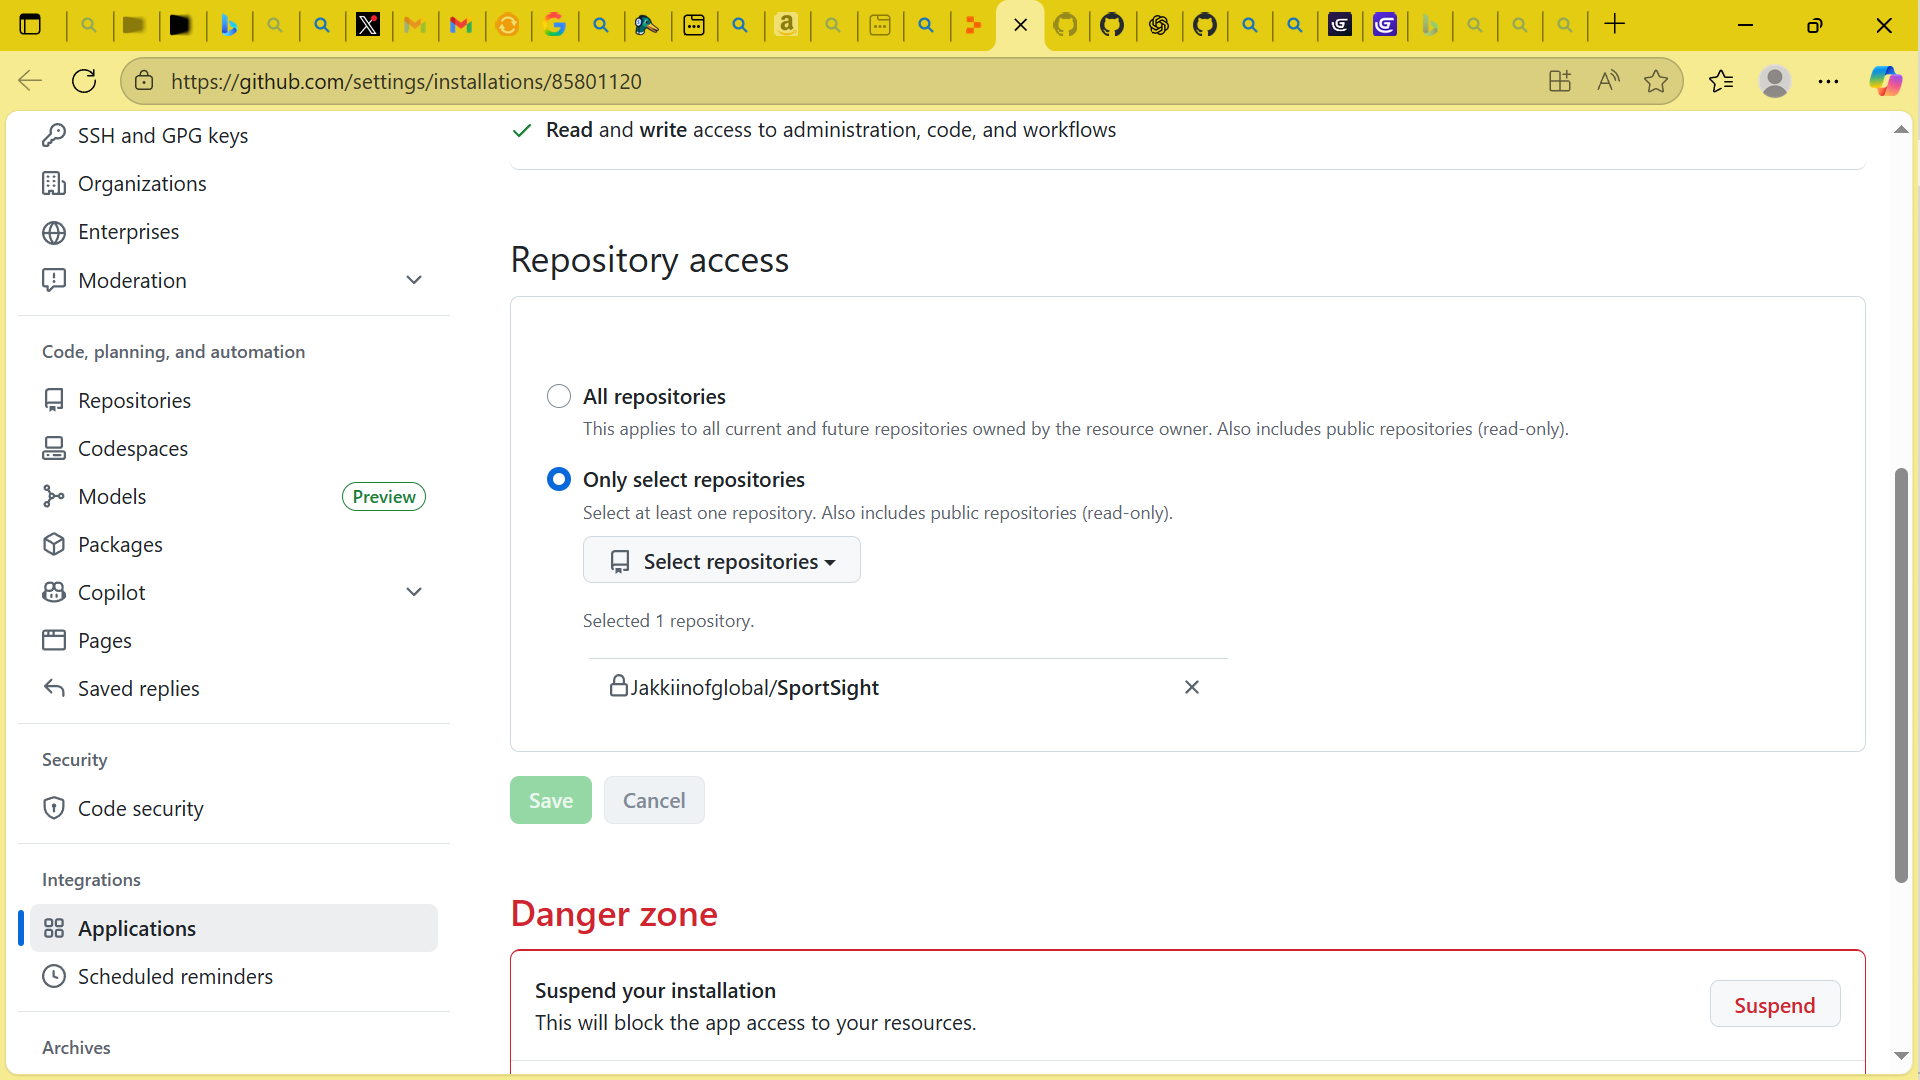 https://github.com/settings/installations/85801120
SSH and GPG keys
Organizations
Enterprises
Moderation
Code, planning, and automation
Repositories
Codespaces
Models
Preview
Packages
Copilot
Pages
Saved replies
Security
Code security
Integrations
Applications
Scheduled reminders
Archives
Read and write access to administration, code, and workflows
Repository access
All repositories
This applies to all current and future repositories owned by the resource owner. Also includes public repositories (read-only).
Only select repositories
Select at least one repository. Also includes public repositories (read-only).
Select repositories
Selected 1 repository.
Jakkiinofglobal/SportSight
Save
Cancel
Danger zone
Suspend your installation
This will block the app access to your resources.
Suspend